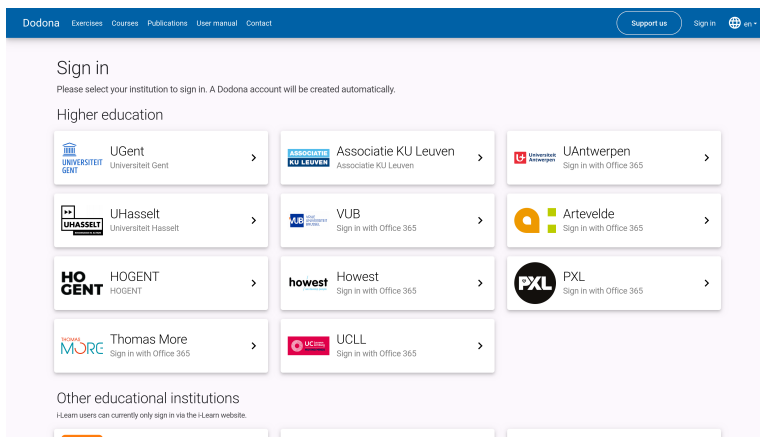 Dodona Exercises Courses Publications User manual Contact Support us Sign in en
Sign in
Please select your institution to sign in. A Dodona account will be created automatically.
Higher education
UNIVERSITEIT
GENT
UGent
Universiteit Gent
ASSOCIATIE
KU LEUVEN
Associatie KU Leuven
Associatie KU Leuven
Universiteit
Antwerpen
UAntwerpen
Sign in with Office 365
UHASSELT
UHasselt
Universiteit Hasselt
VUB
VUB
Sign in with Office 365
Artevelde
Sign in with Office 365
HO
GENT
HOGENT
HOGENT
howest
Howest
Sign in with Office 365
PXL
PXL
Sign in with Office 365
THOMAS
MORE
Thomas More
Sign in with Office 365
UC
UCLL
Sign in with Office 365
Other educational institutions
i-Learn users can currently only sign in via the i-Learn website.